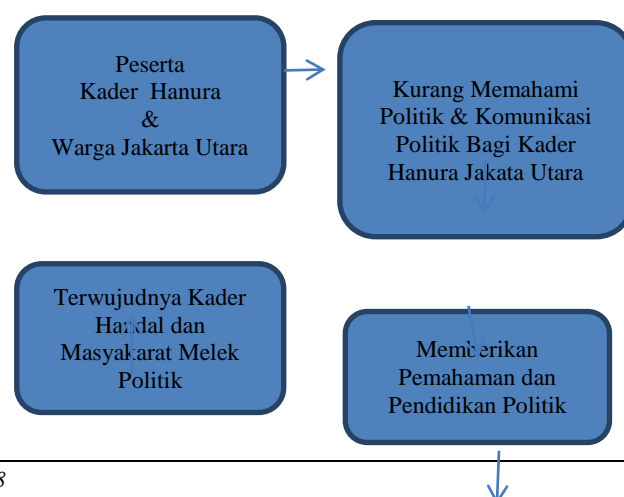 Peserta
Kader Hanura
&
Warga Jakarta Utara
Kurang Memahami
Politik & Komunikasi
Politik Bagi Kader
Hanura Jakata Utara
Terwujudnya Kader
Handal dan
Masyakarat Melek
Politik
Memberikan
Pemahaman dan
Pendidikan Politik
8